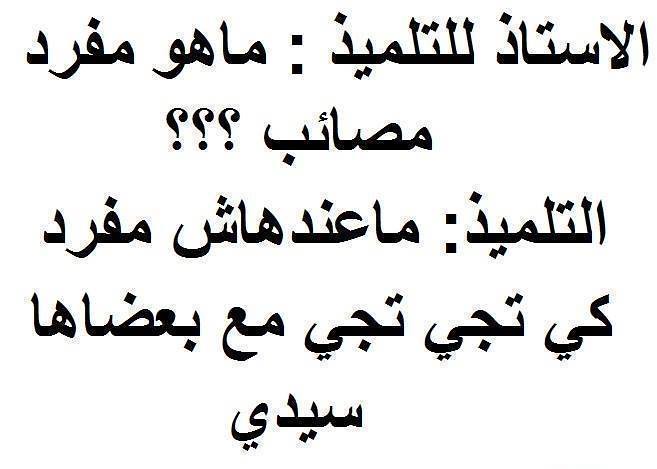 الاستاذ للتلميذ : ماهو مفرد
مصائب ؟؟؟
التلميذ: ماعندهاش مفرد
كي تجي تجي مع بعضاها
سيدي